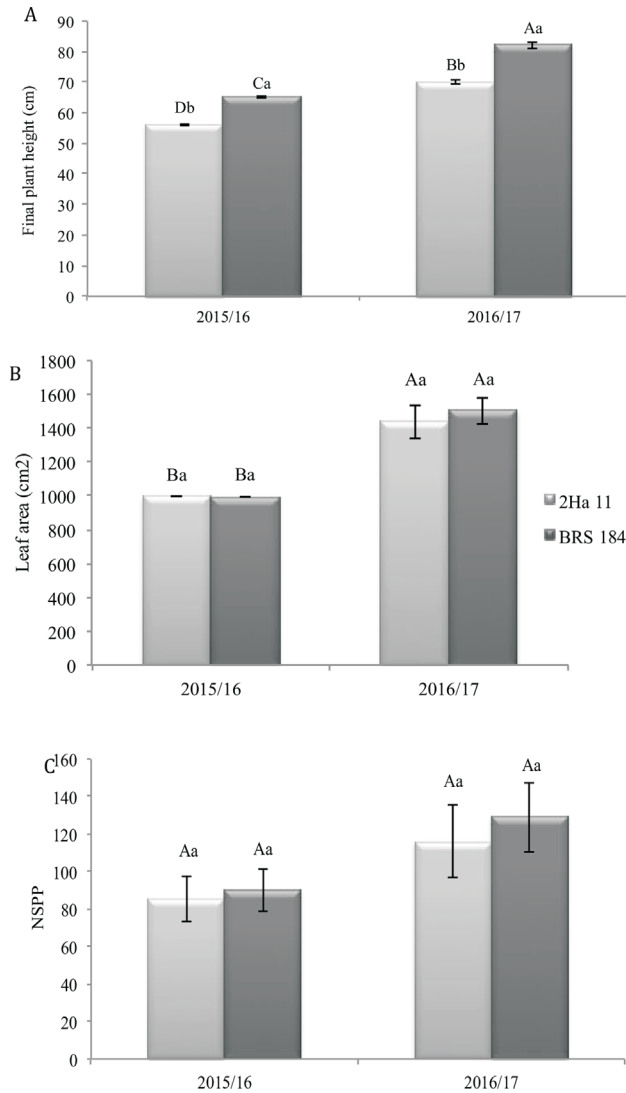 A
Final plant height (cm)
90
80
70
60
50
40
30
20
10
0
Db
Ca
Bb
Aa
2015/16
2016/17
B
Leaf area (cm2)
1800
1600
1400
1200
1000
800
600
400
200
0
Ba
Ba
Aa
Aa
2015/16
2016/17
2Ha 11
BRS 184
C
NSPP
160
140
120
100
80
60
40
20
0
Aa
Aa
Aa
Aa
2015/16
2016/17